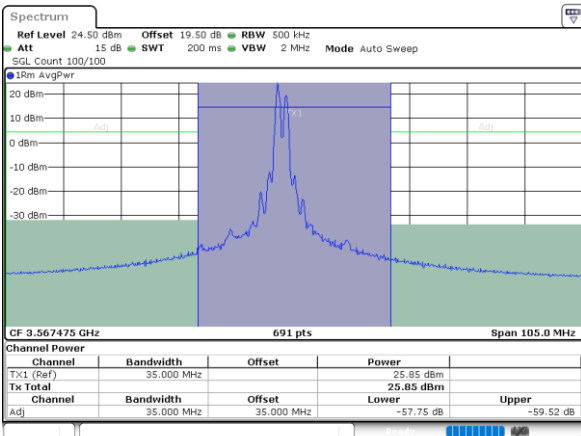 Spectrum
Ref Level 24.50 dBm Offset 19.50 dB RBW 500 kHz
Att 15 dB SWT 200 ms VBW 2 MHz Mode Auto Sweep
SGL Count 100/100
1Rm AvgPwr
20 dBm
TX1
10 dBm
Adj Adj
0 dBm
-10 dBm
-20 dBm
-30 dBm
CF 3.567475 GHz 691 pts Span 105.0 MHz
Channel Power
Channel Bandwidth Offset Power
TX1 (Ref) 35.000 MHz 25.85 dBm
Tx Total 25.85 dBm
Channel Bandwidth Offset Lower Upper
Adj 35.000 MHz 35.000 MHz -57.75 dB -59.52 dB